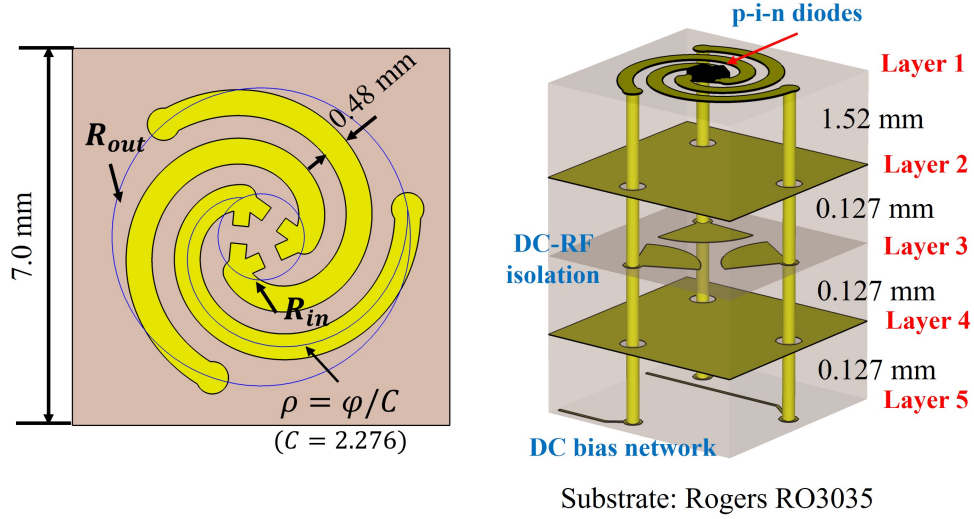 7.0 mm
R_out
0.48 mm
R_in
ρ = φ/C
(C = 2.276)
p-i-n diodes
Layer 1
1.52 mm
Layer 2
0.127 mm
DC-RF
isolation
Layer 3
0.127 mm
Layer 4
0.127 mm
Layer 5
DC bias network
Substrate: Rogers RO3035